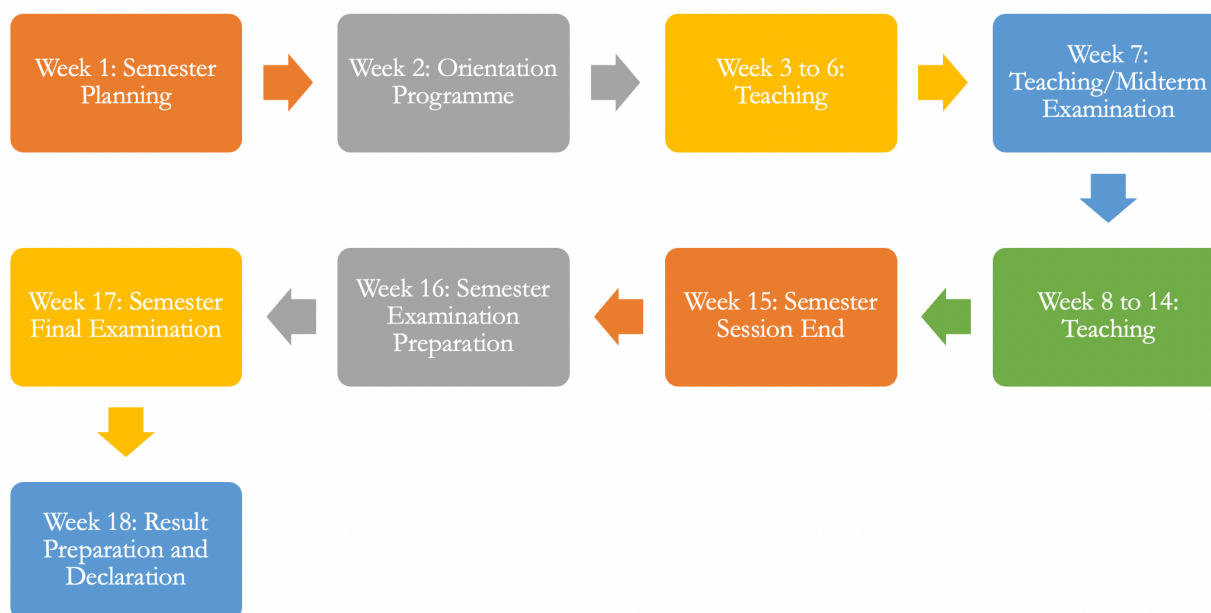 Week 1: Semester
Planning
Week 2: Orientation
Programme
Week 3 to 6:
Teaching
Week 7:
Teaching/Midterm
Examination
Week 8 to 14:
Teaching
Week 15: Semester
Session End
Week 16: Semester
Examination
Preparation
Week 17: Semester
Final Examination
Week 18: Result
Preparation and
Declaration